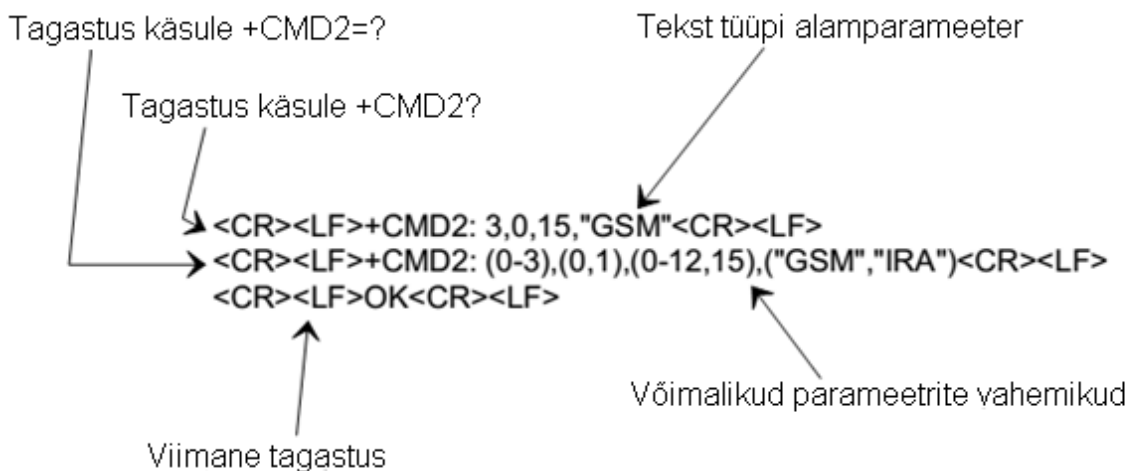 Tagastus käsule +CMD2=?
Tekst tüüpi alamparameeter
Tagastus käsule +CMD2?
<CR><LF>+CMD2: 3,0,15,"GSM"<CR><LF>
<CR><LF>+CMD2: (0-3),(0,1),(0-12,15),("GSM","IRA")<CR><LF>
<CR><LF>OK<CR><LF>
Võimalikud parameetrite vahemikud
Viimane tagastus